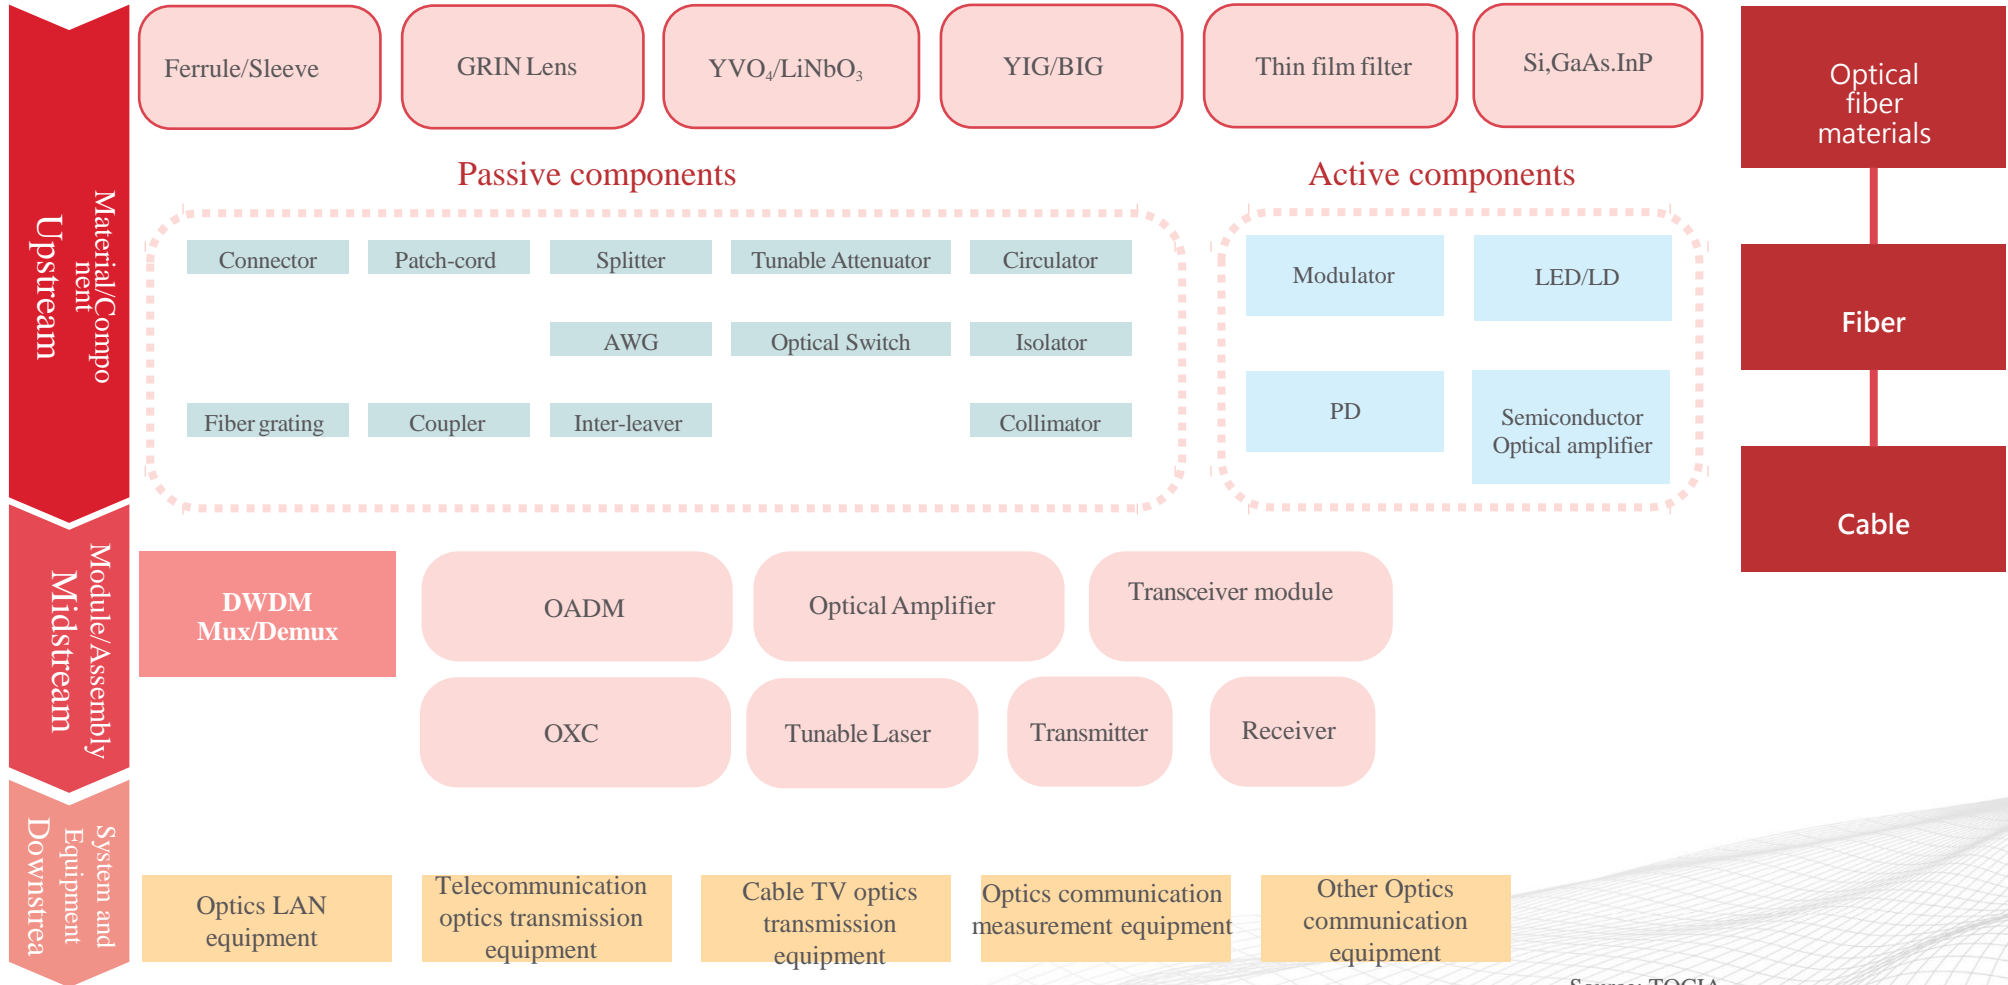 Upstream
Material/Compo
nent
Ferrule/Sleeve
GRIN Lens
YVO₄/LiNbO₃
YIG/BIG
Thin film filter
Si,GaAs.InP
Optical
fiber
materials
Passive components
Active components
Connector
Patch-cord
Splitter
Tunable Attenuator
Circulator
AWG
Optical Switch
Isolator
Fiber grating
Coupler
Inter-leaver
Collimator
Modulator
LED/LD
PD
Semiconductor
Optical amplifier
Fiber
Cable
Midstream
Module/Assembly
DWDM
Mux/Demux
OADM
Optical Amplifier
Transceiver module
OXC
Tunable Laser
Transmitter
Receiver
Downstrea
System and
Equipment
Optics LAN
equipment
Telecommunication
optics transmission
equipment
Cable TV optics
transmission
equipment
Optics communication
measurement equipment
Other Optics
communication
equipment
Source: TOCIA